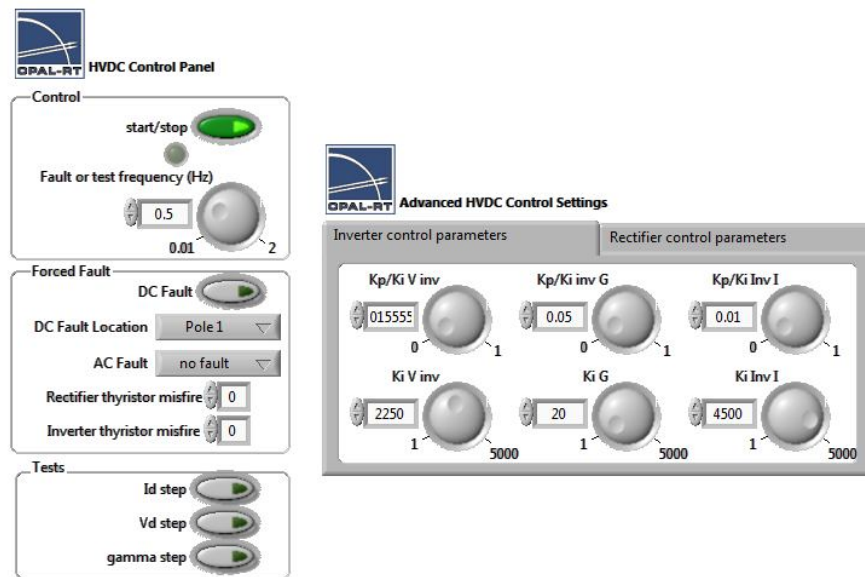 OPAL-RT HVDC Control Panel
Control
start/stop
Fault or test frequency (Hz)
0.5
0.01 2
Forced Fault
DC Fault
DC Fault Location Pole 1
AC Fault no fault
Rectifier thyristor misfire 0
Inverter thyristor misfire 0
Tests
Id step
Vd step
gamma step
OPAL-RT Advanced HVDC Control Settings
Inverter control parameters Rectifier control parameters
Kp/Ki V inv Kp/Ki inv G Kp/Ki Inv I
015555 0.05 0.01
0 1 0 1 0 1
Ki V inv Ki G Ki Inv I
2250 20 4500
1 5000 1 5000 1 5000